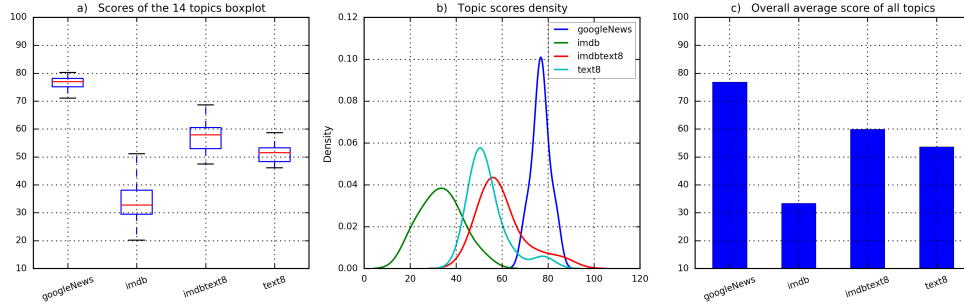 a) Scores of the 14 topics boxplot
100
90
80
70
60
50
40
30
20
10
googleNews
imdb
imdbtext8
text8
b) Topic scores density
0.12
0.10
0.08
0.06
0.04
0.02
0.00
Density
0
20
40
60
80
100
120
googleNews
imdb
imdbtext8
text8
c) Overall average score of all topics
100
90
80
70
60
50
40
30
20
10
googleNews
imdb
imdbtext8
text8